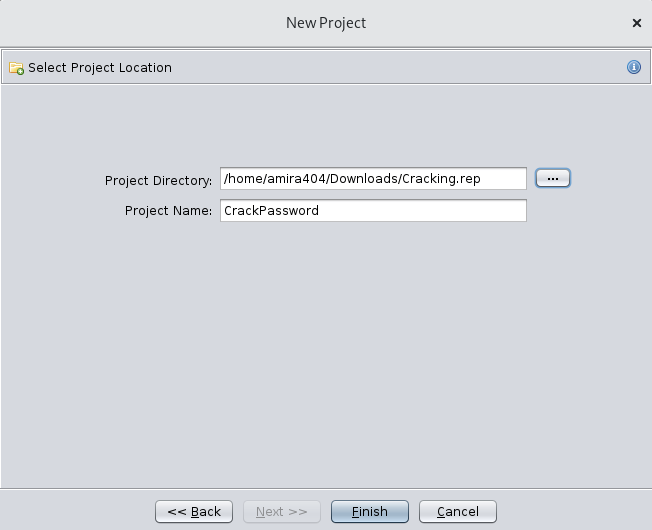 New Project
Select Project Location
Project Directory: /home/amira404/Downloads/Cracking.rep ...
Project Name: CrackPassword
<< Back Next >> Finish Cancel